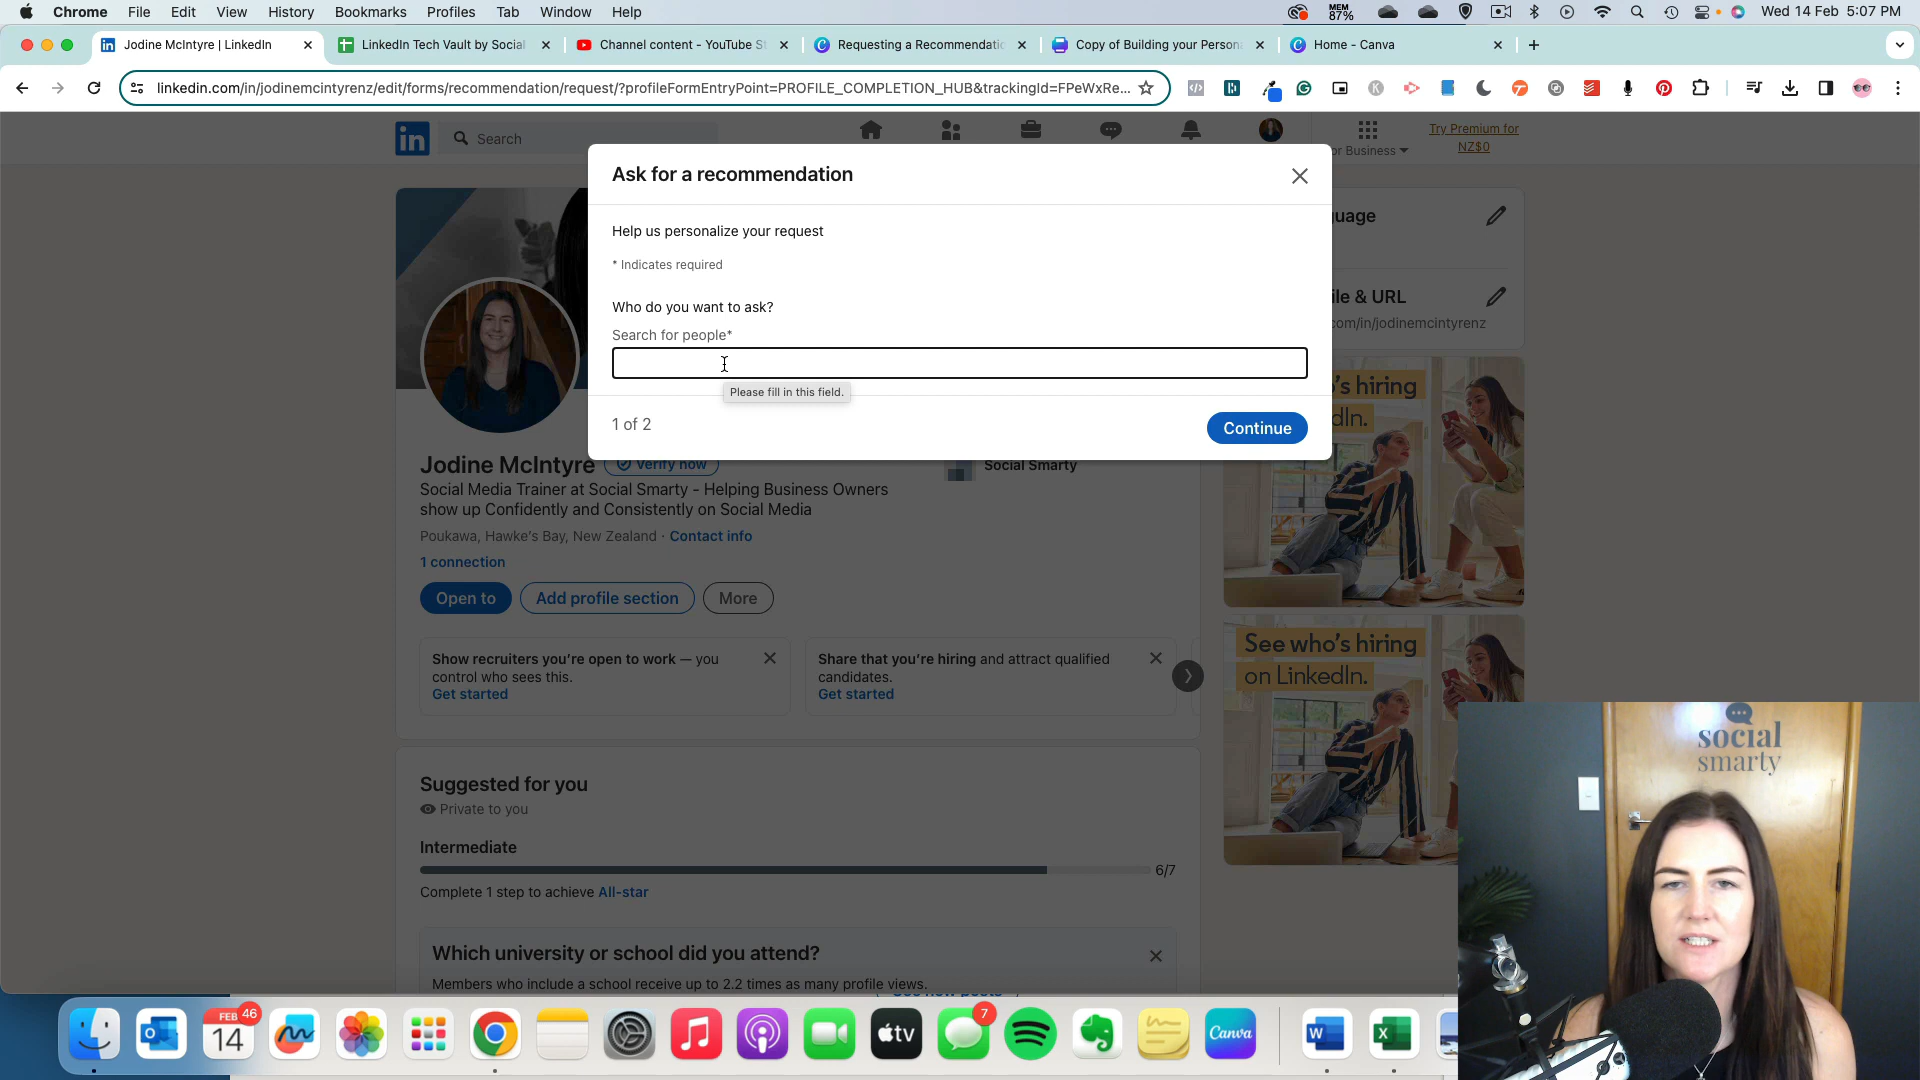 Chrome File Edit View History Bookmarks Profiles Tab Window Help
MEM 87% Wed 14 Feb 5:07 PM
Jodine McIntyre | LinkedIn
LinkedIn Tech Vault by Social
Channel content - YouTube S
Requesting a Recommendati
Copy of Building your Person
Home - Canva
linkedin.com/in/jodinemcintyrenz/edit/forms/recommendation/request/?profileFormEntryPoint=PROFILE_COMPLETION_HUB&trackingId=FPeWxRe...
in Search
or Business
Try Premium for
NZ$0
Ask for a recommendation
Help us personalize your request
* Indicates required
Who do you want to ask?
Search for people*
Please fill in this field.
1 of 2
Continue
uage
ile & URL
com/in/jodinemcintyrenz
's hiring
dIn.
Jodine McIntyre
Verify now
Social Smarty
Social Media Trainer at Social Smarty - Helping Business Owners
show up Confidently and Consistently on Social Media
Poukawa, Hawke's Bay, New Zealand · Contact info
1 connection
Open to
Add profile section
More
Show recruiters you're open to work — you
control who sees this.
Get started
Share that you're hiring and attract qualified
candidates.
Get started
See who's hiring
on LinkedIn.
Suggested for you
Private to you
Intermediate
6/7
Complete 1 step to achieve All-star
Which university or school did you attend?
Members who include a school receive up to 2.2 times as many profile views.
social
smarty
FEB
14
46
tv
7
Canva
W
X